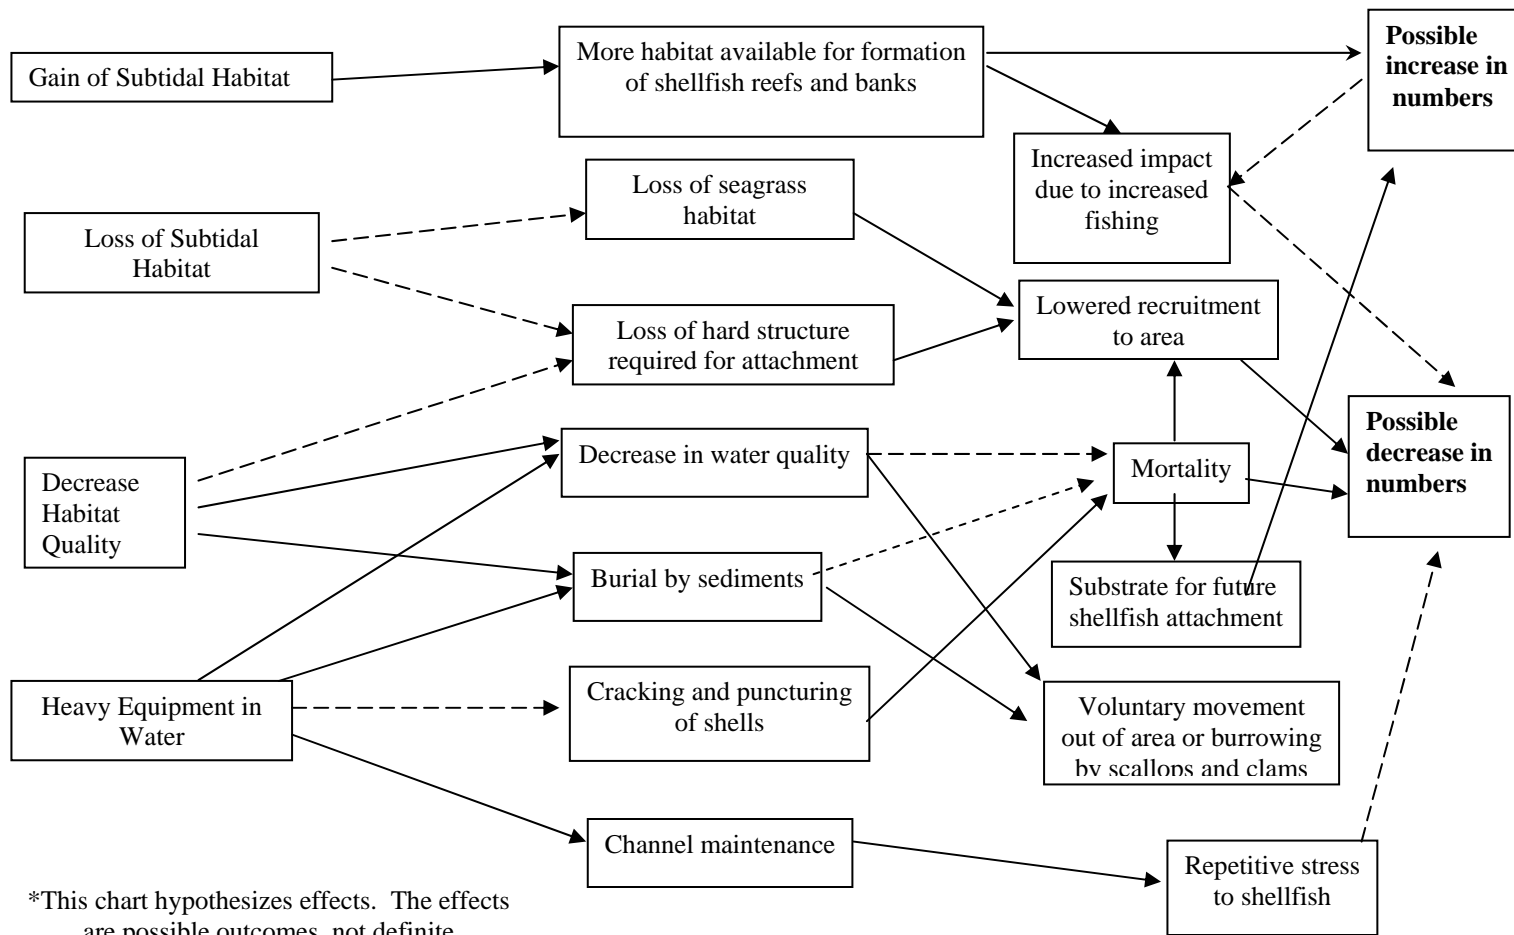 Gain of Subtidal Habitat
More habitat available for formation
of shellfish reefs and banks
Possible
increase in
numbers
Increased impact
due to increased
fishing
Loss of seagrass
habitat
Loss of Subtidal
Habitat
Lowered recruitment
to area
Loss of hard structure
required for attachment
Possible
decrease in
numbers
Decrease in water quality
Mortality
Decrease
Habitat
Quality
Burial by sediments
Substrate for future
shellfish attachment
Cracking and puncturing
of shells
Heavy Equipment in
Water
Voluntary movement
out of area or burrowing
by scallops and clams
Channel maintenance
Repetitive stress
to shellfish
*This chart hypothesizes effects.  The effects
are possible outcomes, not definite